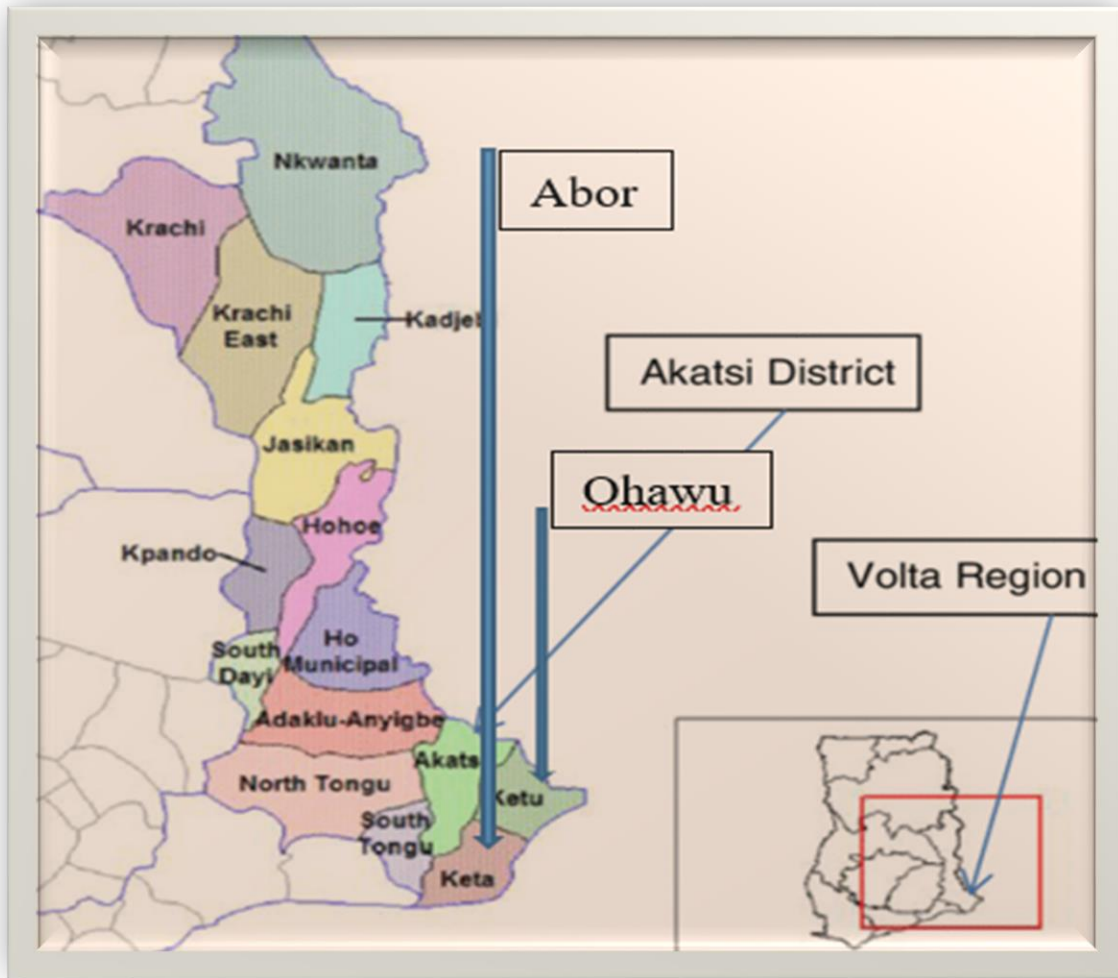 Nkwanta
Abor
Krachi
Krachi
East
Kadje
Akatsi District
Jasikan
Ohawu
Hohoe
Kpando
Volta Region
Ho
Municipal
South
Dayi
Adaklu-Anyigbe
Akats
North Tongu
Ketu
South
Tongu
Keta